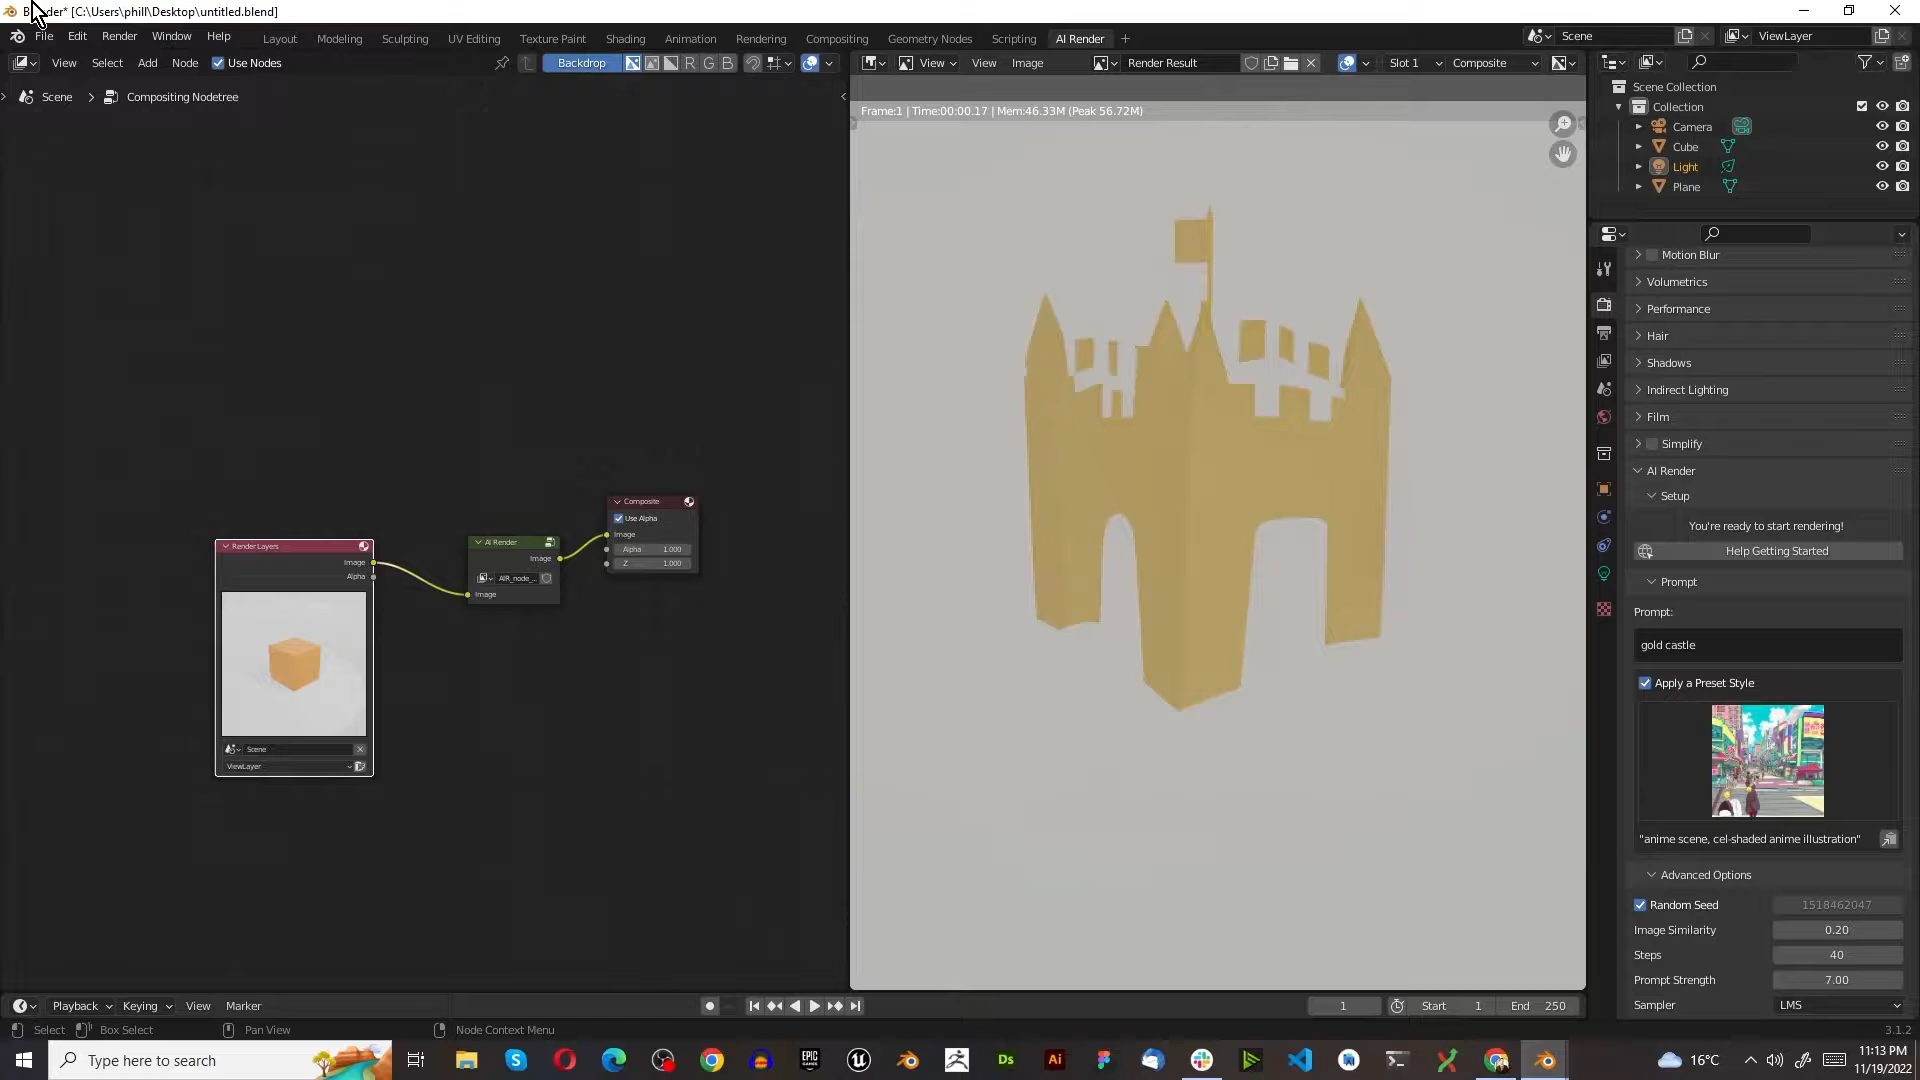 Blender* [C:\Users\phill\Desktop\untitled.blend]
File Edit Render Window Help Layout Modeling Sculpting UV Editing Texture Paint Shading Animation Rendering Compositing Geometry Nodes Scripting AI Render + Scene ViewLayer
View Select Add Node Use Nodes Backdrop R G B View View Image Render Result Slot 1 Composite
Scene > Compositing Nodetree
Frame:1 | Time:00:00.17 | Mem:46.33M (Peak 56.72M)
Scene Collection
Collection
Camera
Cube
Light
Plane
Motion Blur
Volumetrics
Performance
Hair
Shadows
Indirect Lighting
Film
Simplify
AI Render
Setup
You're ready to start rendering!
Help Getting Started
Prompt
Prompt:
gold castle
Apply a Preset Style
"anime scene, cel-shaded anime illustration"
Advanced Options
Random Seed 1518462047
Image Similarity 0.20
Steps 40
Prompt Strength 7.00
Sampler LMS
Render Layers
Image
Alpha
Scene
ViewLayer
AI Render
Image
AIR_node_...
Image
Composite
Use Alpha
Image
Alpha 1.000
Z 1.000
Playback Keying View Marker 1 Start 1 End 250
Select Box Select Pan View Node Context Menu 3.1.2
Type here to search Ds Ai 16°C 11:13 PM
11/19/2022